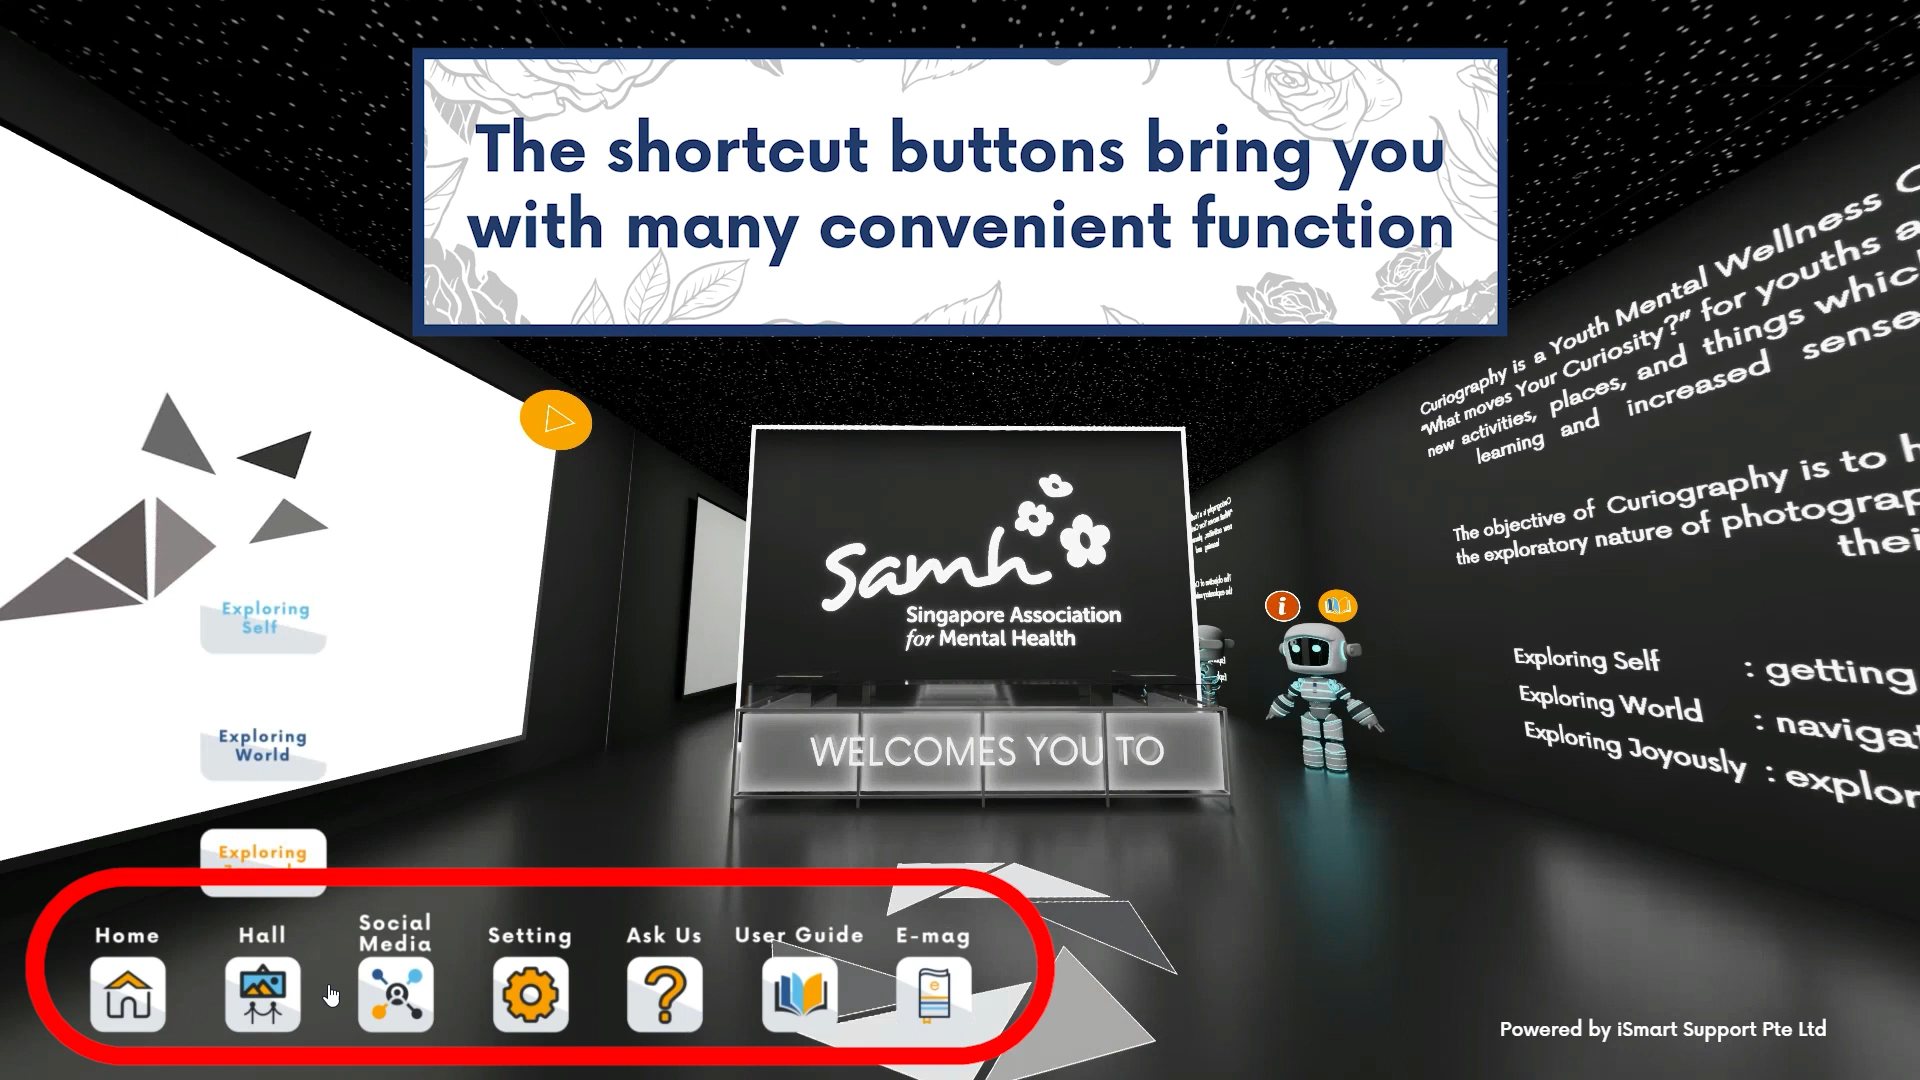 The shortcut buttons bring you
with many convenient function
Curiography is a Youth Mental Wellness
"What moves Your Curiosity?" for youths
new activities, places, and things which
learning and increased sense
The objective of Curiography is to
the exploratory nature of
their
Exploring Self : getting
Exploring World :
Exploring Joyously :
samh
Singapore Association
for Mental Health
WELCOMES YOU TO
Exploring
Self
Exploring
World
Exploring
Home
Hall
Social
Media
Setting
Ask Us
User Guide
E-mag
Powered by iSmart Support Pte Ltd